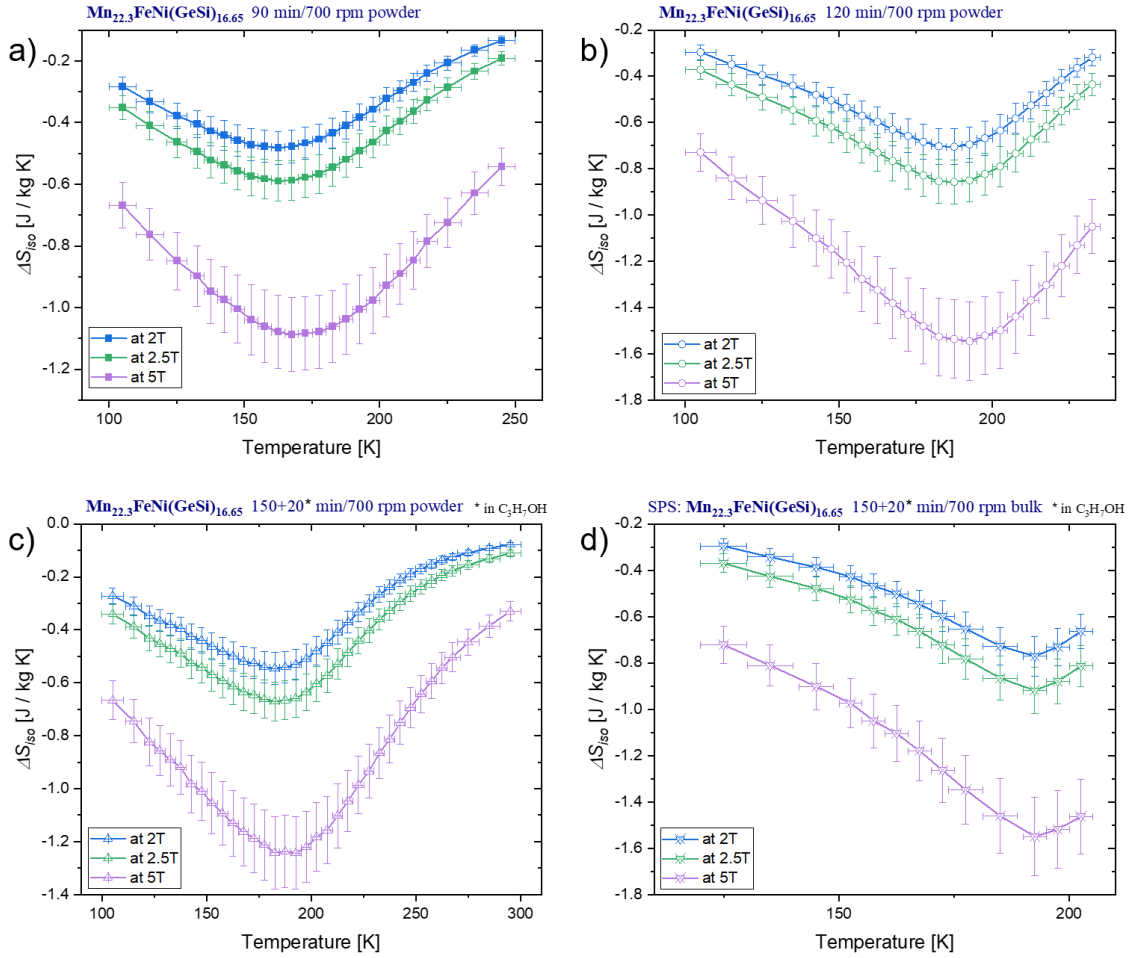 Mn22.3FeNi(GeSi)16.65 90 min/700 rpm powder
a)
-0.2
-0.4
-0.6
-0.8
-1.0
-1.2
ΔSiso [J / kg K]
at 2T
at 2.5T
at 5T
100 150 200 250
Temperature [K]
Mn22.3FeNi(GeSi)16.65 120 min/700 rpm powder
b)
-0.2
-0.4
-0.6
-0.8
-1.0
-1.2
-1.4
-1.6
-1.8
ΔSiso [J / kg K]
at 2T
at 2.5T
at 5T
100 150 200
Temperature [K]
Mn22.3FeNi(GeSi)16.65 150+20* min/700 rpm powder * in C3H7OH
c)
0.0
-0.2
-0.4
-0.6
-0.8
-1.0
-1.2
-1.4
ΔSiso [J / kg K]
at 2T
at 2.5T
at 5T
100 150 200 250 300
Temperature [K]
SPS: Mn22.3FeNi(GeSi)16.65 150+20* min/700 rpm bulk * in C3H7OH
d)
-0.2
-0.4
-0.6
-0.8
-1.0
-1.2
-1.4
-1.6
-1.8
ΔSiso [J / kg K]
at 2T
at 2.5T
at 5T
150 200
Temperature [K]